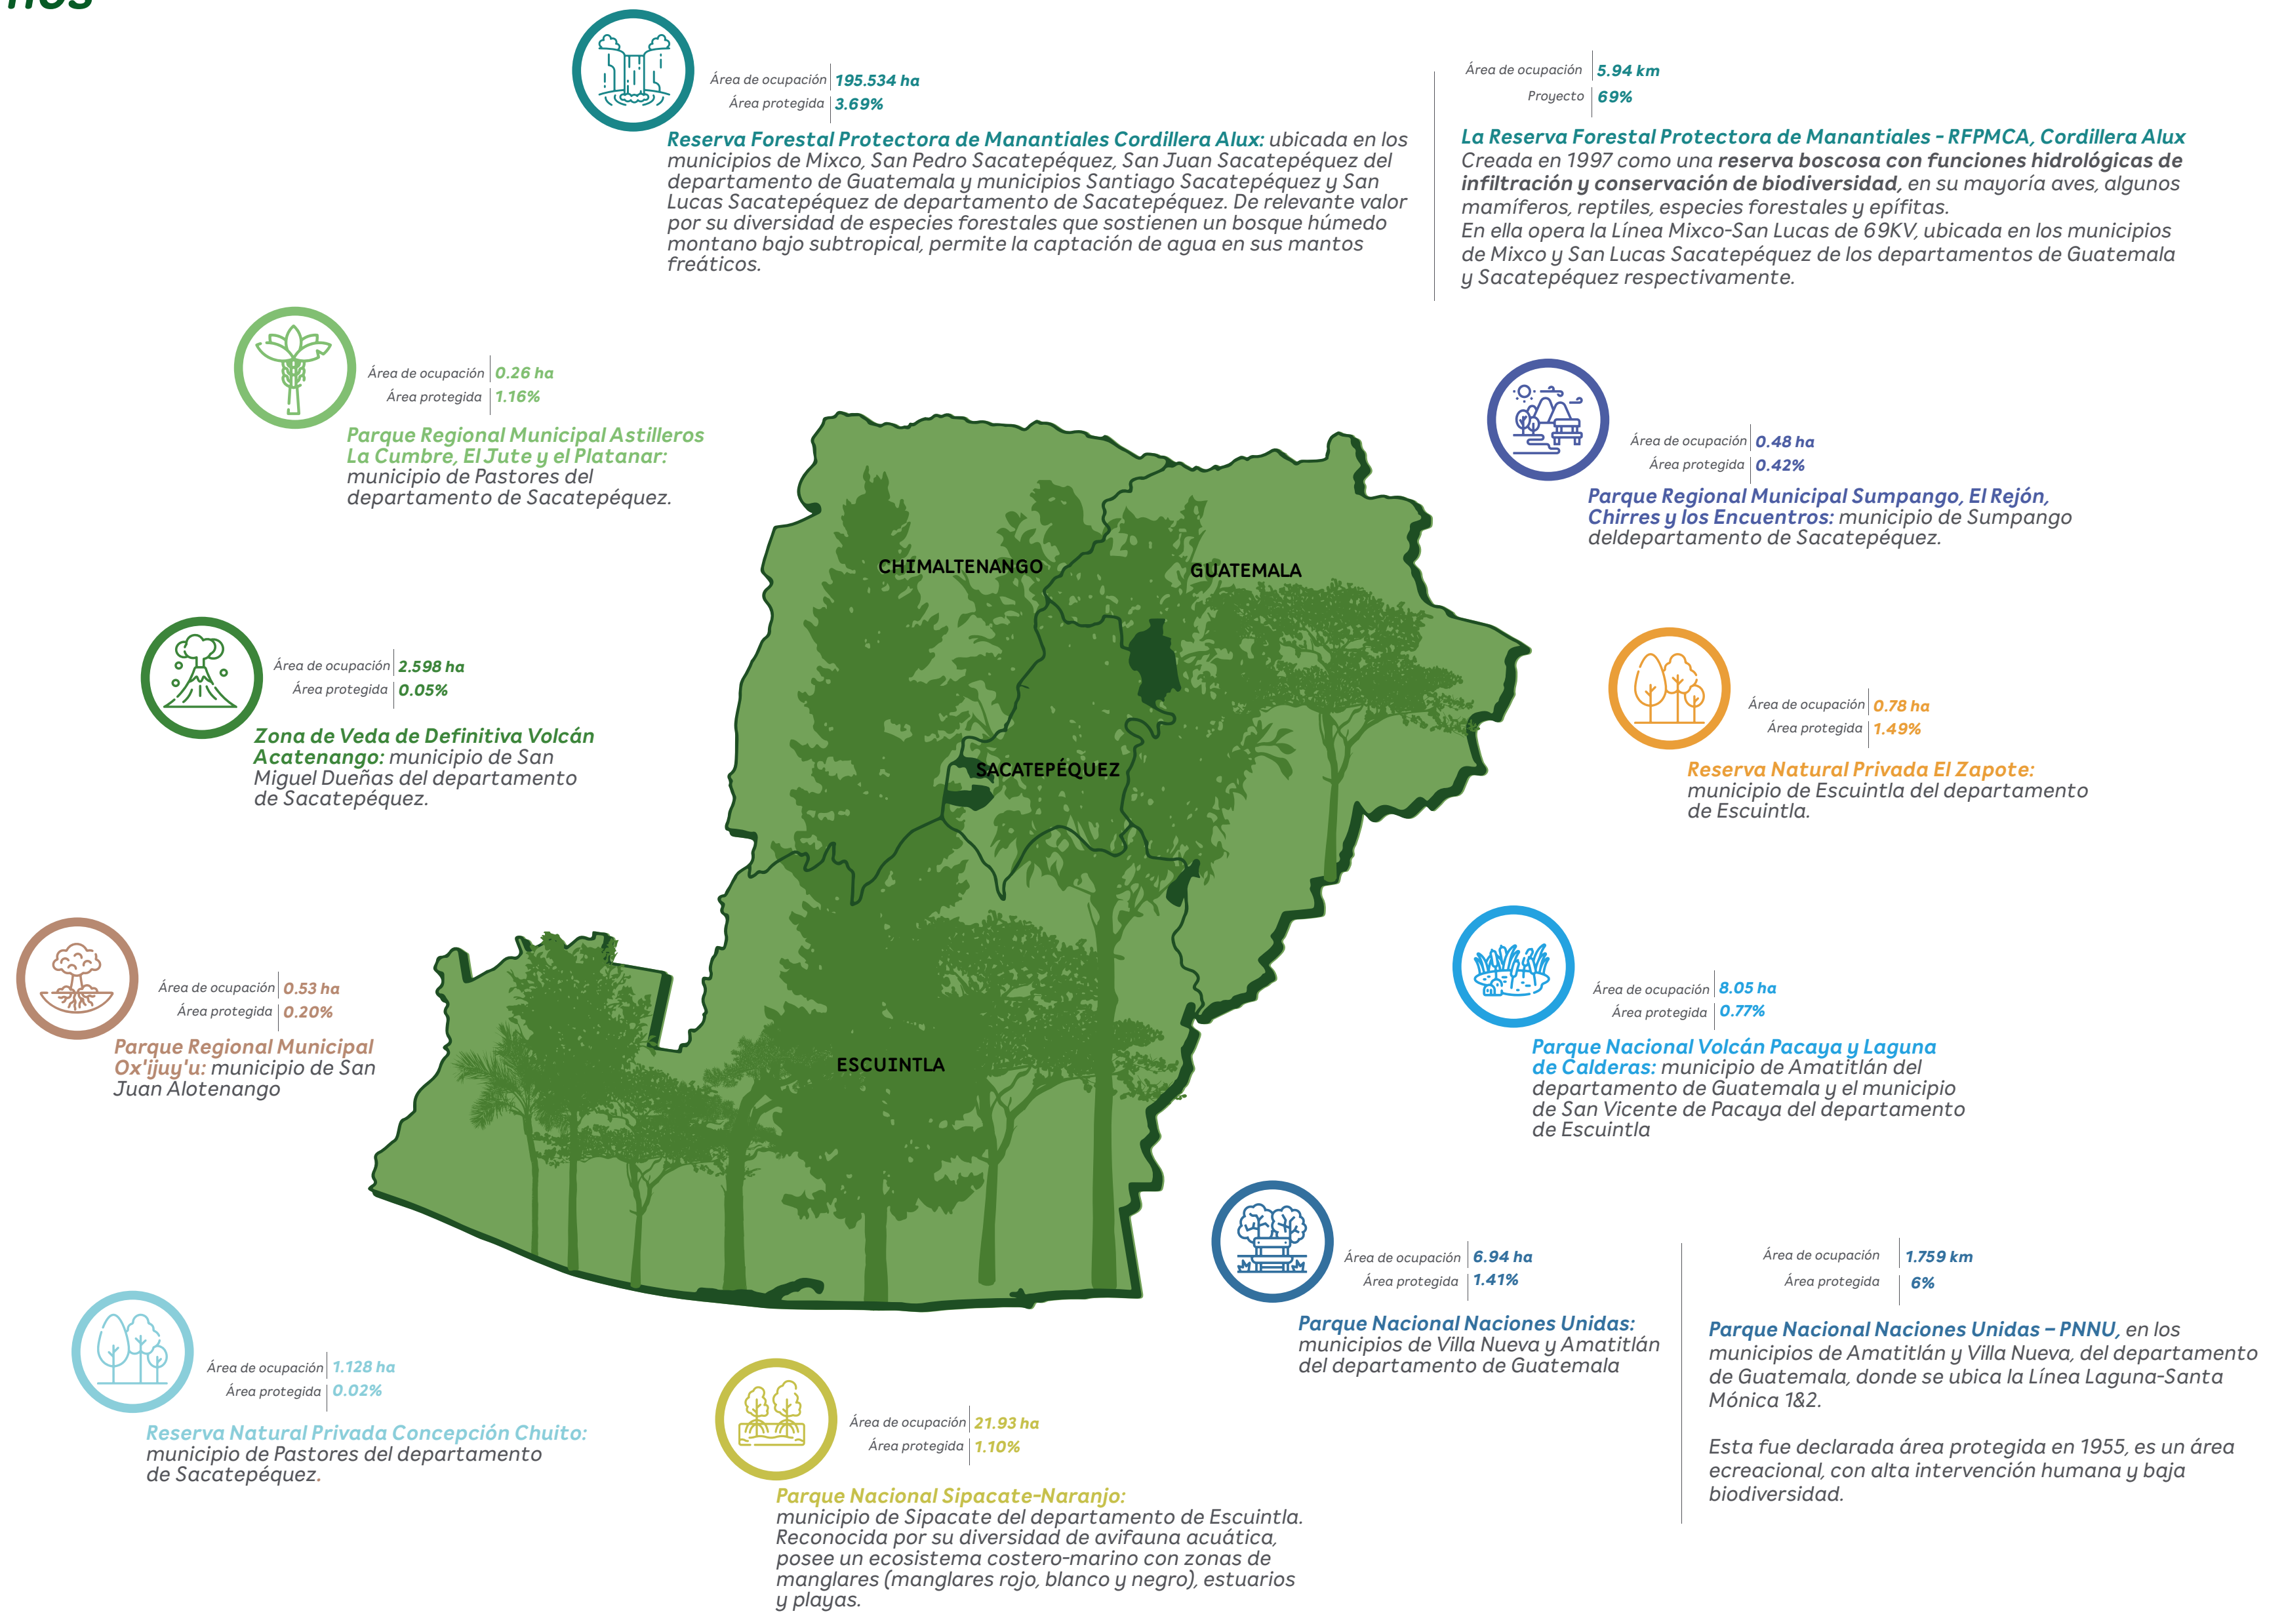 Área de ocupación 195.534 ha
Área protegida 3.69%
Reserva Forestal Protectora de Manantiales Cordillera Alux: ubicada en los
municipios de Mixco, San Pedro Sacatepéquez, San Juan Sacatepéquez del
departamento de Guatemala y municipios Santiago Sacatepéquez y San
Lucas Sacatepéquez de departamento de Sacatepéquez. De relevante valor
por su diversidad de especies forestales que sostienen un bosque húmedo
montano bajo subtropical, permite la captación de agua en sus mantos
freáticos.
Área de ocupación 5.94 km
Proyecto 69%
La Reserva Forestal Protectora de Manantiales - RFPMCA, Cordillera Alux
Creada en 1997 como una reserva boscosa con funciones hidrológicas de
infiltración y conservación de biodiversidad, en su mayoría aves, algunos
mamíferos, reptiles, especies forestales y epífitas.
En ella opera la Línea Mixco-San Lucas de 69KV, ubicada en los municipios
de Mixco y San Lucas Sacatepéquez de los departamentos de Guatemala
y Sacatepéquez respectivamente.
Área de ocupación 0.26 ha
Área protegida 1.16%
Parque Regional Municipal Astilleros
La Cumbre, El Jute y el Platanar:
municipio de Pastores del
departamento de Sacatepéquez.
Área de ocupación 0.48 ha
Área protegida 0.42%
Parque Regional Municipal Sumpango, El Rejón,
Chirres y los Encuentros: municipio de Sumpango
deldepartamento de Sacatepéquez.
CHIMALTENANGO
GUATEMALA
SACATEPÉQUEZ
ESCUINTLA
Área de ocupación 2.598 ha
Área protegida 0.05%
Zona de Veda de Definitiva Volcán
Acatenango: municipio de San
Miguel Dueñas del departamento
de Sacatepéquez.
Área de ocupación 0.78 ha
Área protegida 1.49%
Reserva Natural Privada El Zapote:
municipio de Escuintla del departamento
de Escuintla.
Área de ocupación 0.53 ha
Área protegida 0.20%
Parque Regional Municipal
Ox'ijuy'u: municipio de San
Juan Alotenango
Área de ocupación 8.05 ha
Área protegida 0.77%
Parque Nacional Volcán Pacaya y Laguna
de Calderas: municipio de Amatitlán del
departamento de Guatemala y el municipio
de San Vicente de Pacaya del departamento
de Escuintla
Área de ocupación 6.94 ha
Área protegida 1.41%
Parque Nacional Naciones Unidas:
municipios de Villa Nueva y Amatitlán
del departamento de Guatemala
Área de ocupación 1.759 km
Área protegida 6%
Parque Nacional Naciones Unidas – PNNU, en los
municipios de Amatitlán y Villa Nueva, del departamento
de Guatemala, donde se ubica la Línea Laguna-Santa
Mónica 1&2.
Esta fue declarada área protegida en 1955, es un área
ecreacional, con alta intervención humana y baja
biodiversidad.
Área de ocupación 1.128 ha
Área protegida 0.02%
Reserva Natural Privada Concepción Chuito:
municipio de Pastores del departamento
de Sacatepéquez.
Área de ocupación 21.93 ha
Área protegida 1.10%
Parque Nacional Sipacate-Naranjo:
municipio de Sipacate del departamento de Escuintla.
Reconocida por su diversidad de avifauna acuática,
posee un ecosistema costero-marino con zonas de
manglares (manglares rojo, blanco y negro), estuarios
y playas.